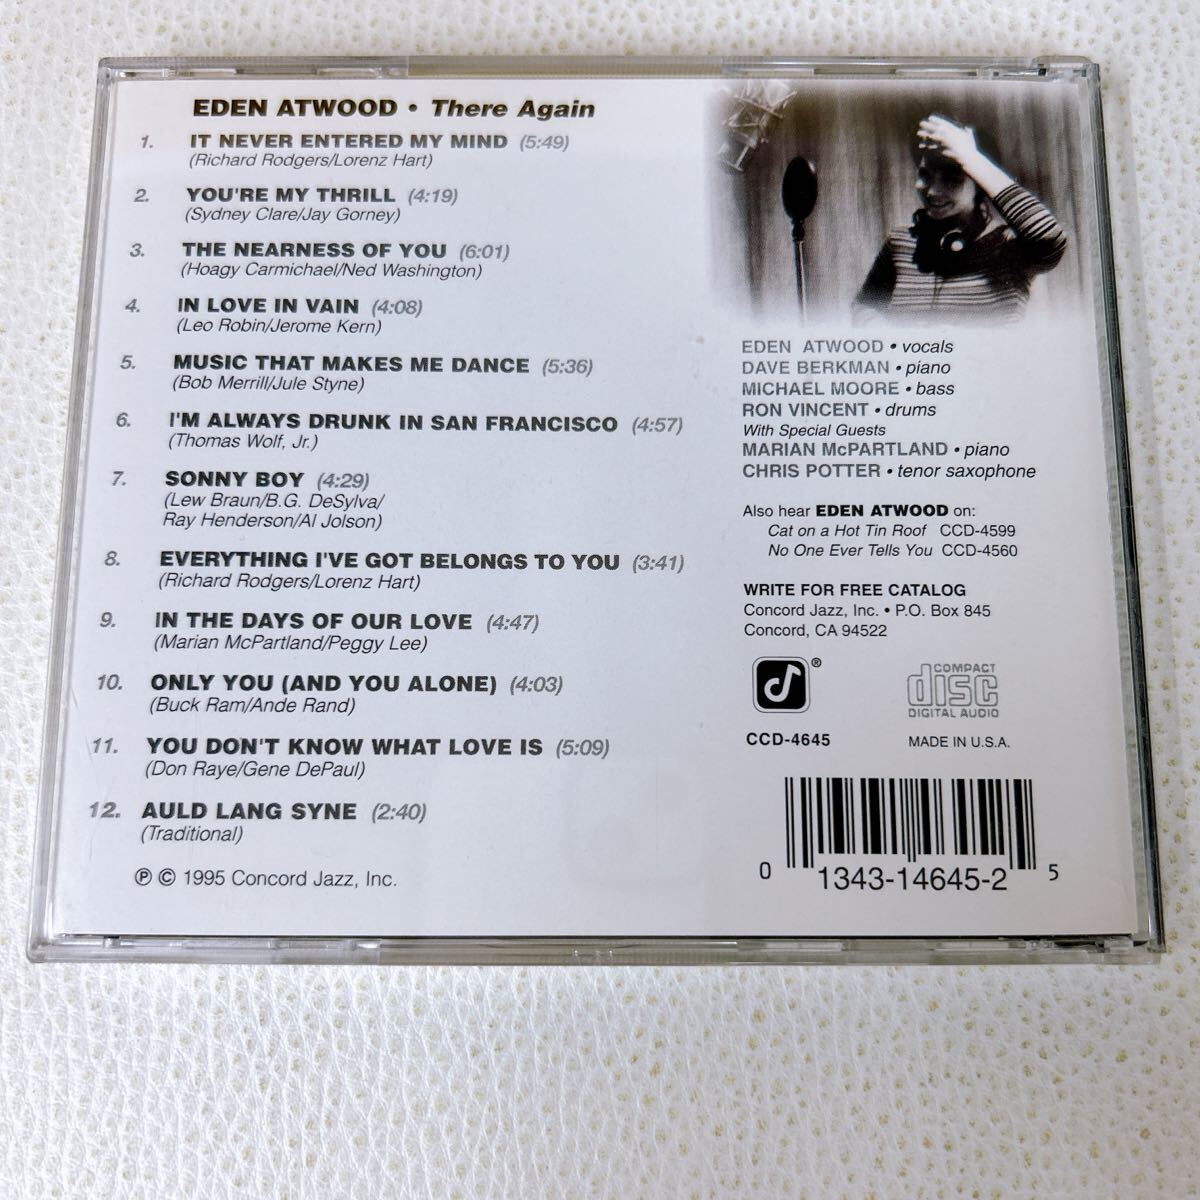 EDEN ATWOOD • There Again
1. IT NEVER ENTERED MY MIND (5:49)
(Richard Rodgers/Lorenz Hart)
2. YOU'RE MY THRILL (4:19)
(Sydney Clare/Jay Gorney)
3. THE NEARNESS OF YOU (6:01)
(Hoagy Carmichael/Ned Washington)
4. IN LOVE IN VAIN (4:08)
(Leo Robin/Jerome Kern)
5. MUSIC THAT MAKES ME DANCE (5:36)
(Bob Merrill/Jule Styne)
6. I'M ALWAYS DRUNK IN SAN FRANCISCO (4:57)
(Thomas Wolf, Jr.)
7. SONNY BOY (4:29)
(Lew Braun/B.G. DeSylva/
Ray Henderson/Al Jolson)
8. EVERYTHING I'VE GOT BELONGS TO YOU (3:41)
(Richard Rodgers/Lorenz Hart)
9. IN THE DAYS OF OUR LOVE (4:47)
(Marian McPartland/Peggy Lee)
10. ONLY YOU (AND YOU ALONE) (4:03)
(Buck Ram/Ande Rand)
11. YOU DON'T KNOW WHAT LOVE IS (5:09)
(Don Raye/Gene DePaul)
12. AULD LANG SYNE (2:40)
(Traditional)
℗ © 1995 Concord Jazz, Inc.
EDEN ATWOOD • vocals
DAVE BERKMAN • piano
MICHAEL MOORE • bass
RON VINCENT • drums
With Special Guests
MARIAN McPARTLAND • piano
CHRIS POTTER • tenor saxophone
Also hear EDEN ATWOOD on:
Cat on a Hot Tin Roof CCD-4599
No One Ever Tells You CCD-4560
WRITE FOR FREE CATALOG
Concord Jazz, Inc. • P.O. Box 845
Concord, CA 94522
®
COMPACT
disc
DIGITAL AUDIO
CCD-4645
MADE IN U.S.A.
0 1343-14645-2 5